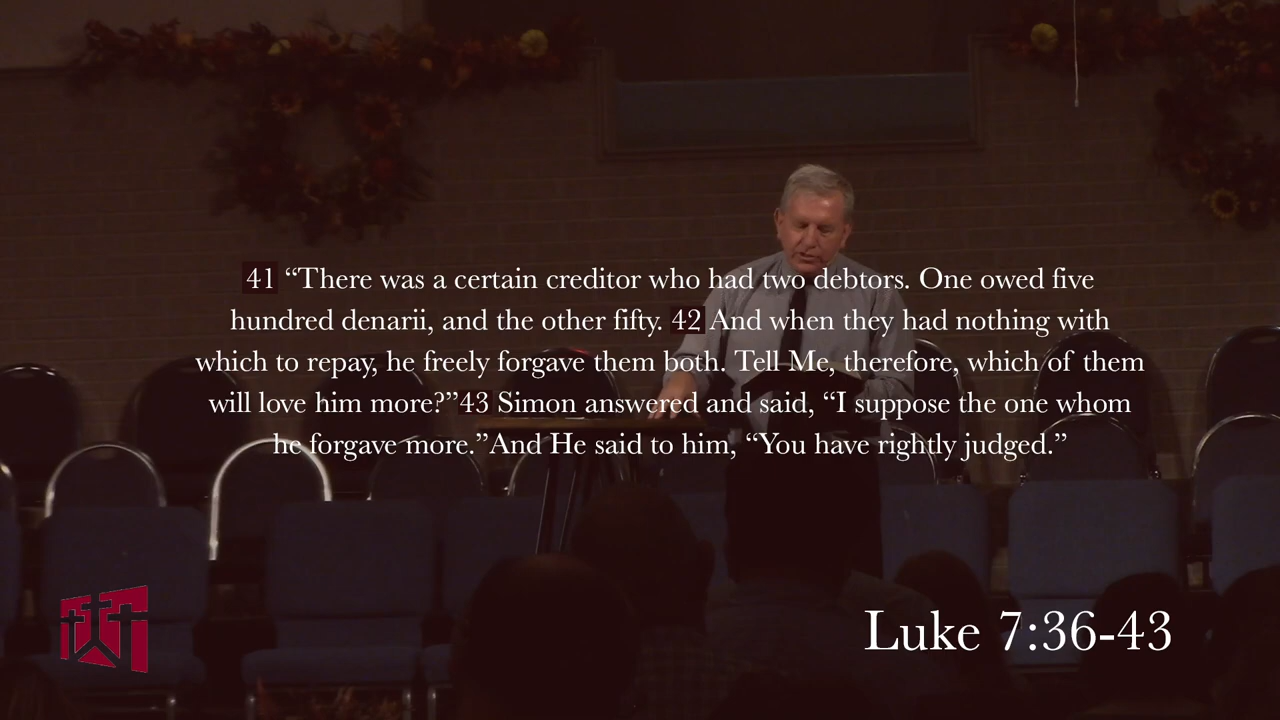 41 “There was a certain creditor who had two debtors. One owed five
hundred denarii, and the other fifty. 42 And when they had nothing with
which to repay, he freely forgave them both. Tell Me, therefore, which of them
will love him more?”43 Simon answered and said, “I suppose the one whom
he forgave more.”And He said to him, “You have rightly judged.”
Luke 7:36-43